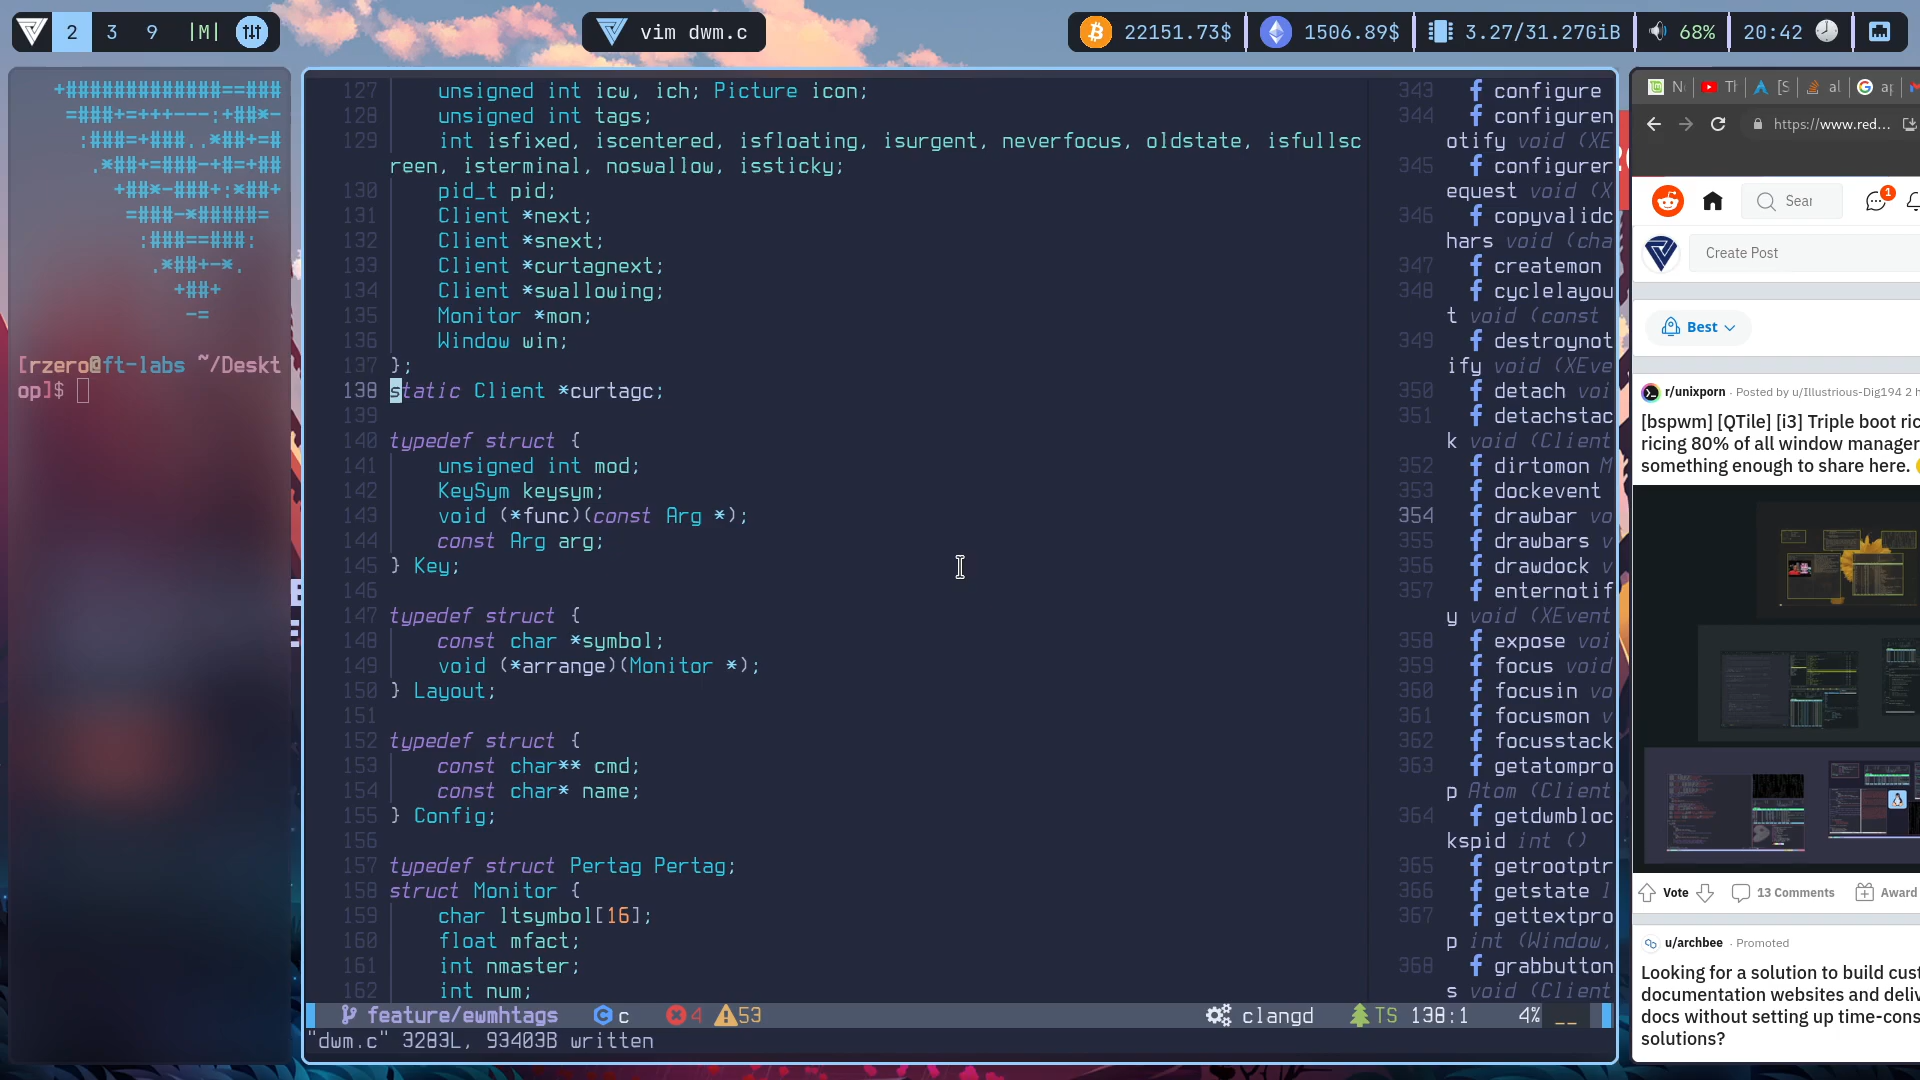 2 3 9 |M|
vim dwm.c
22151.73$ 1506.89$ 3.27/31.27GiB 68% 20:42
+#############==###
=###+=+++---:+##*-
:###=+###..*##+=#
.*##+=###-+#=+##
+##*-###+:*##+
=###-*#####=
:###==###:
.*##+-*.
+##+
-=
[rzero@ft-labs ~/Deskt
op]$
127 unsigned int icw, ich; Picture icon;
128 unsigned int tags;
129 int isfixed, iscentered, isfloating, isurgent, neverfocus, oldstate, isfullsc
reen, isterminal, noswallow, issticky;
130 pid_t pid;
131 Client *next;
132 Client *snext;
133 Client *curtagnext;
134 Client *swallowing;
135 Monitor *mon;
136 Window win;
137 };
138 static Client *curtagc;
139
140 typedef struct {
141 unsigned int mod;
142 KeySym keysym;
143 void (*func)(const Arg *);
144 const Arg arg;
145 } Key;
146
147 typedef struct {
148 const char *symbol;
149 void (*arrange)(Monitor *);
150 } Layout;
151
152 typedef struct {
153 const char** cmd;
154 const char* name;
155 } Config;
156
157 typedef struct Pertag Pertag;
158 struct Monitor {
159 char ltsymbol[16];
160 float mfact;
161 int nmaster;
162 int num;
343 f configure
344 f configuren
otify void (XE
345 f configurer
equest void (X
346 f copyvalidc
hars void (cha
347 f createmon
348 f cyclelayou
t void (const
349 f destroynot
ify void (XEve
350 f detach voi
351 f detachstac
k void (Client
352 f dirtomon M
353 f dockevent
354 f drawbar vo
355 f drawbars v
356 f drawdock v
357 f enternotif
y void (XEvent
358 f expose voi
359 f focus void
360 f focusin vo
361 f focusmon v
362 f focusstack
363 f getatompro
p Atom (Client
364 f getdwmbloc
kspid int ()
365 f getrootptr
366 f getstate l
367 f gettextpro
p int (Window,
368 f grabbutton
s void (Client
feature/ewmhtags C c 4 53 clangd TS 138:1 4% __
"dwm.c" 3283L, 93403B written
N Th [S al G ap
https://www.red...
Sear 1
Create Post
Best
r/unixporn · Posted by u/Illustrious-Dig194 2 h
[bspwm] [QTile] [i3] Triple boot ric
ricing 80% of all window manager
something enough to share here.
Vote 13 Comments Award
u/archbee · Promoted
Looking for a solution to build cust
documentation websites and deliv
docs without setting up time-cons
solutions?